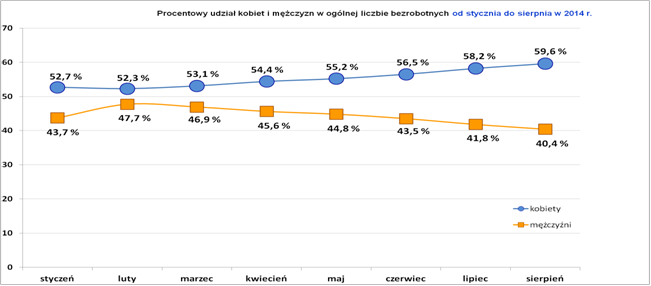 Procentowy udział kobiet i mężczyzn w ogólnej liczbie bezrobotnych od stycznia do sierpnia w 2014 r.
70
60
50
40
30
20
10
0
52,7 % 52,3 % 53,1 % 54,4 % 55,2 % 56,5 % 58,2 % 59,6 %
43,7 % 47,7 % 46,9 % 45,6 % 44,8 % 43,5 % 41,8 % 40,4 %
kobiety
mężczyźni
styczeń luty marzec kwiecień maj czerwiec lipiec sierpień